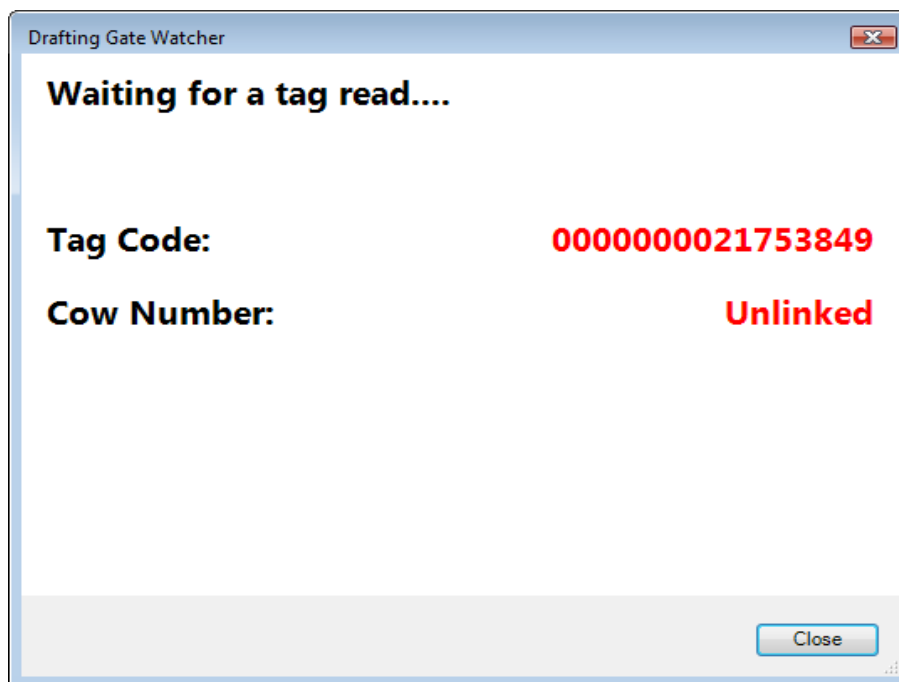 Drafting Gate Watcher
Waiting for a tag read....
Tag Code: 0000000021753849
Cow Number: Unlinked
Close